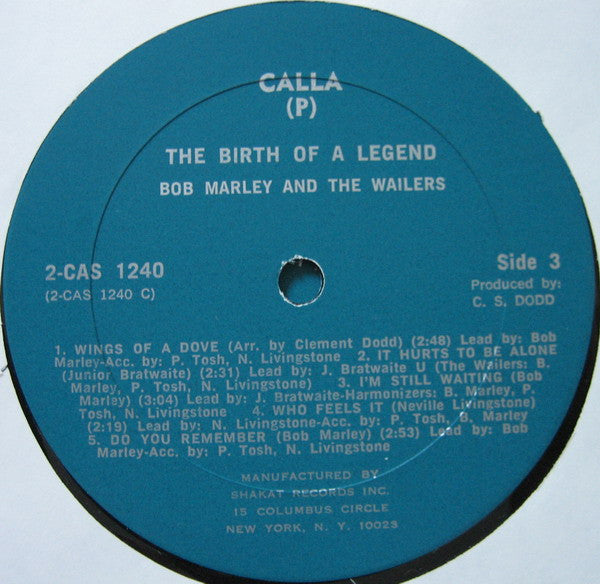 CALLA
(P)
THE BIRTH OF A LEGEND
BOB MARLEY AND THE WAILERS
2-CAS 1240
(2-CAS 1240 C)
Side 3
Produced by:
C. S. DODD
1. WINGS OF A DOVE (Arr. by Clement Dodd) (2:48) Lead by: Bob
Marley-Acc. by: P. Tosh, N. Livingstone 2. IT HURTS TO BE ALONE
(Junior Bratwaite) (2:31) Lead by: J. Bratwaite U (The Wailers: B.
Marley, P. Tosh, N. Livingstone) 3. I'M STILL WAITING (Bob
Marley) (3:04) Lead by: J. Bratwaite-Harmonizers: B. Marley, P.
Tosh, N. Livingstone 4. WHO FEELS IT (Neville Livingstone)
(2:19) Lead by: N. Livingstone-Acc. by: P. Tosh, B. Marley
5. DO YOU REMEMBER (Bob Marley) (2:53) Lead by: Bob
Marley-Acc. by: P. Tosh, N. Livingstone
MANUFACTURED BY
SHAKAT RECORDS INC.
15 COLUMBUS CIRCLE
NEW YORK, N. Y. 10023